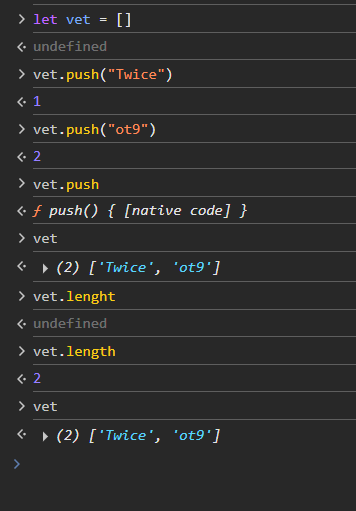 let vet = []
undefined
vet.push("Twice")
1
vet.push("ot9")
2
vet.push
ƒ push() { [native code] }
vet
(2) ['Twice', 'ot9']
vet.lenght
undefined
vet.length
2
vet
(2) ['Twice', 'ot9']